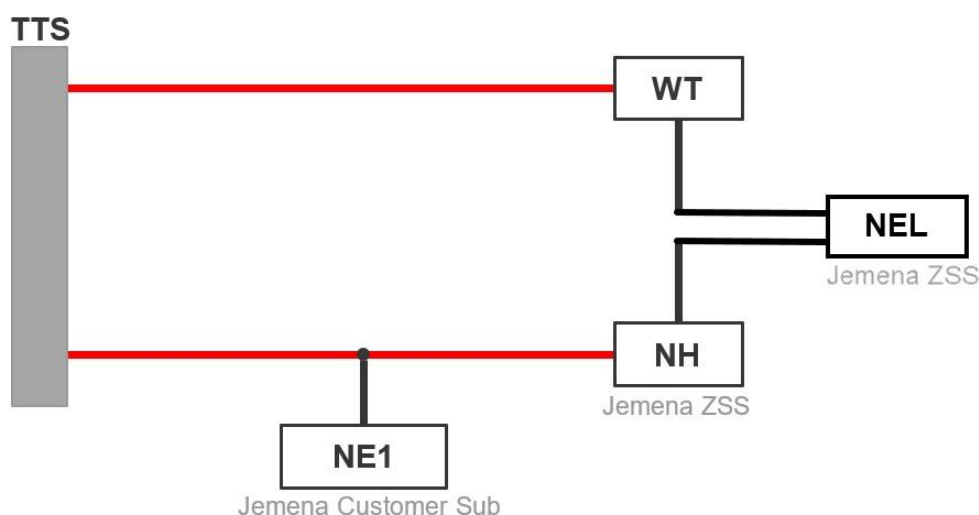 TTS
WT
NEL
Jemena ZSS
NH
Jemena ZSS
NE1
Jemena Customer Sub